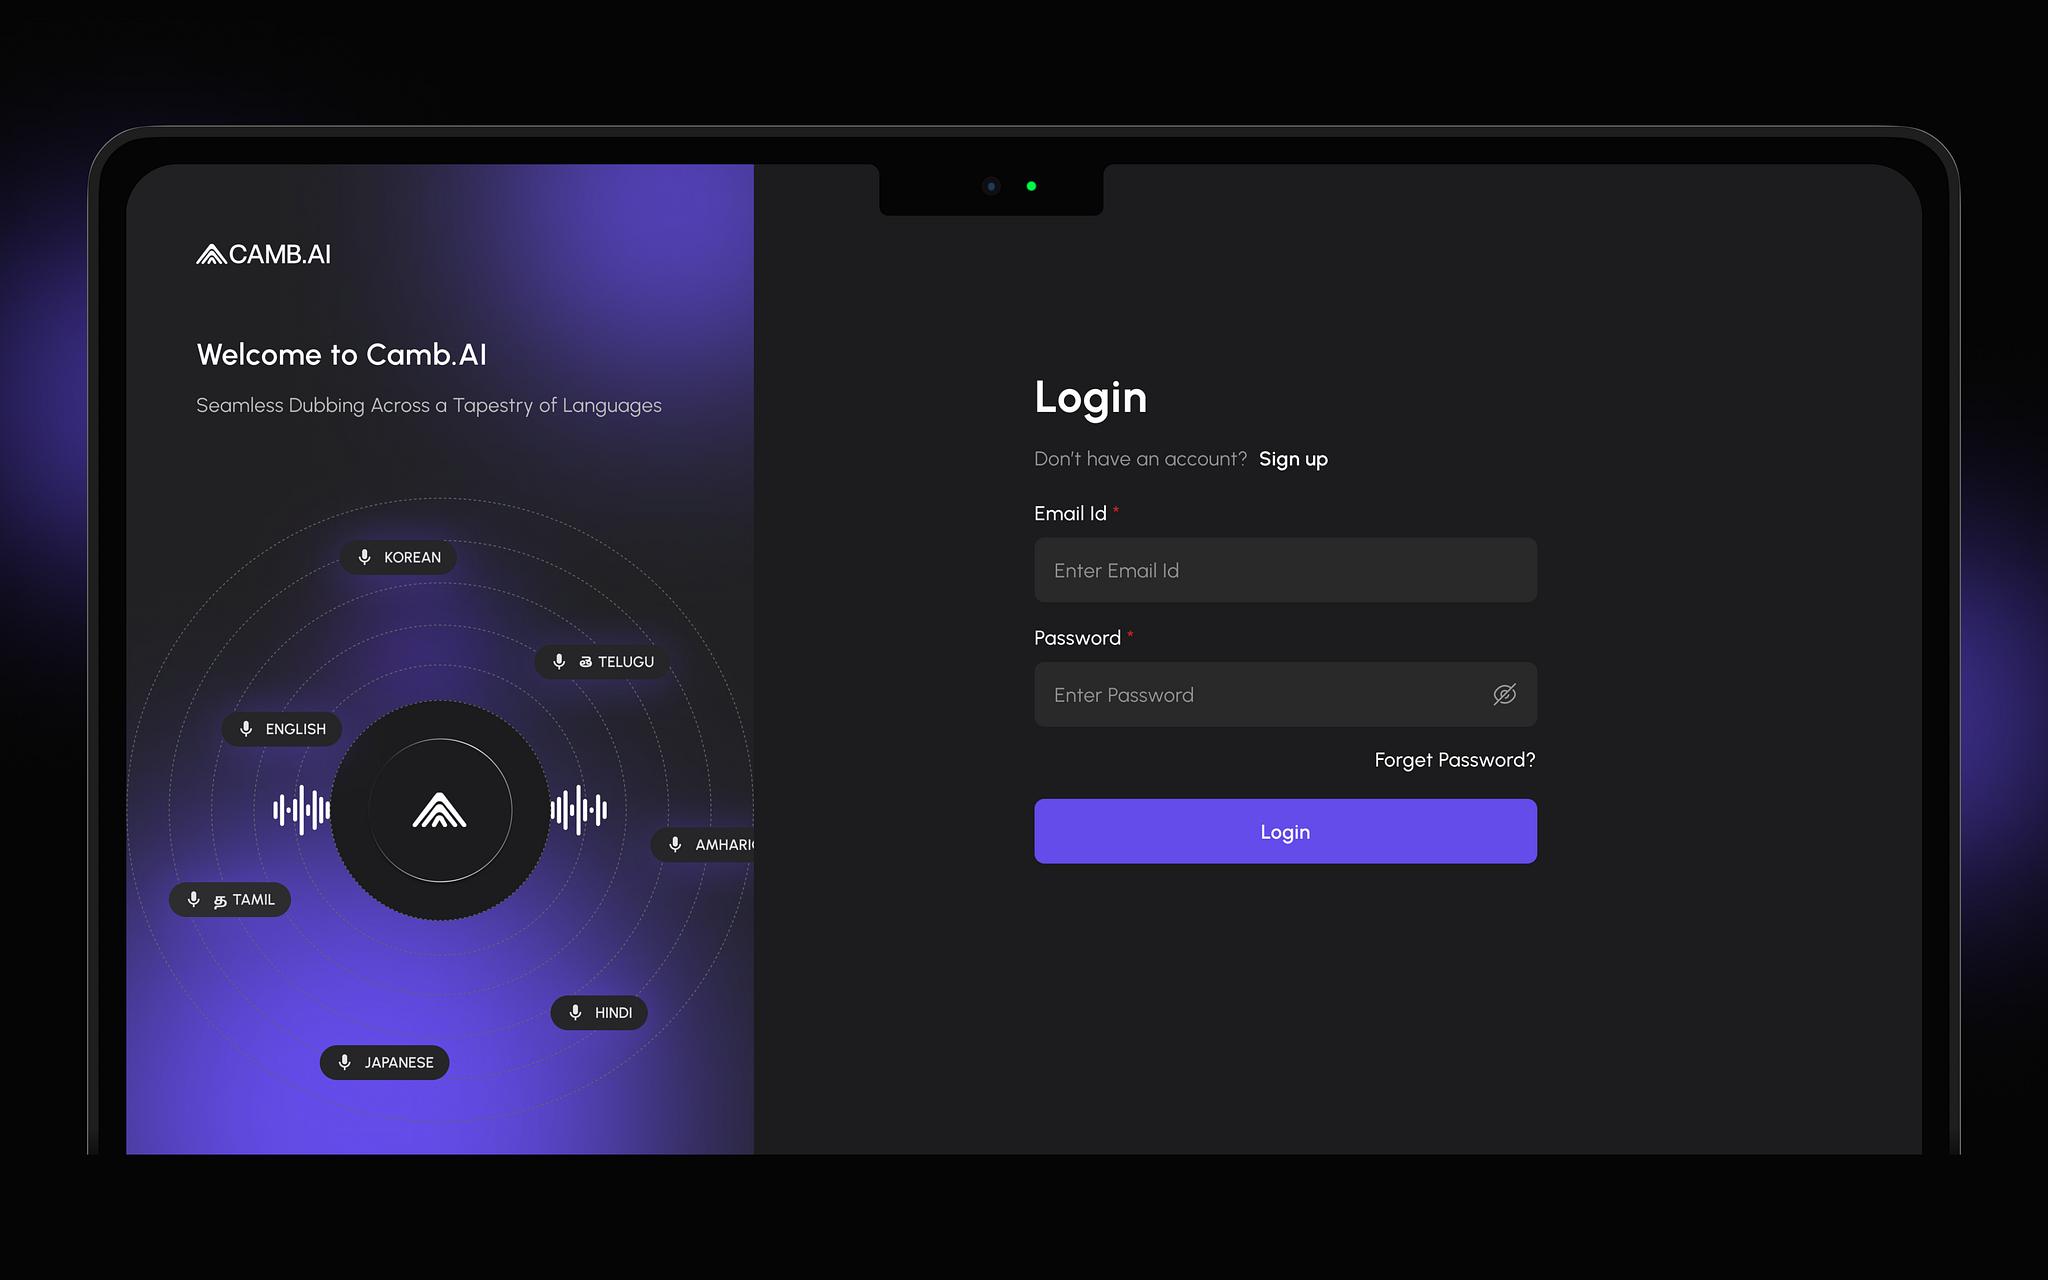 CAMB.AI
Welcome to Camb.AI
Seamless Dubbing Across a Tapestry of Languages
KOREAN
తె TELUGU
ENGLISH
த TAMIL
HINDI
JAPANESE
Login
Don't have an account? Sign up
Email Id *
Enter Email Id
Password *
Enter Password
Forget Password?
Login